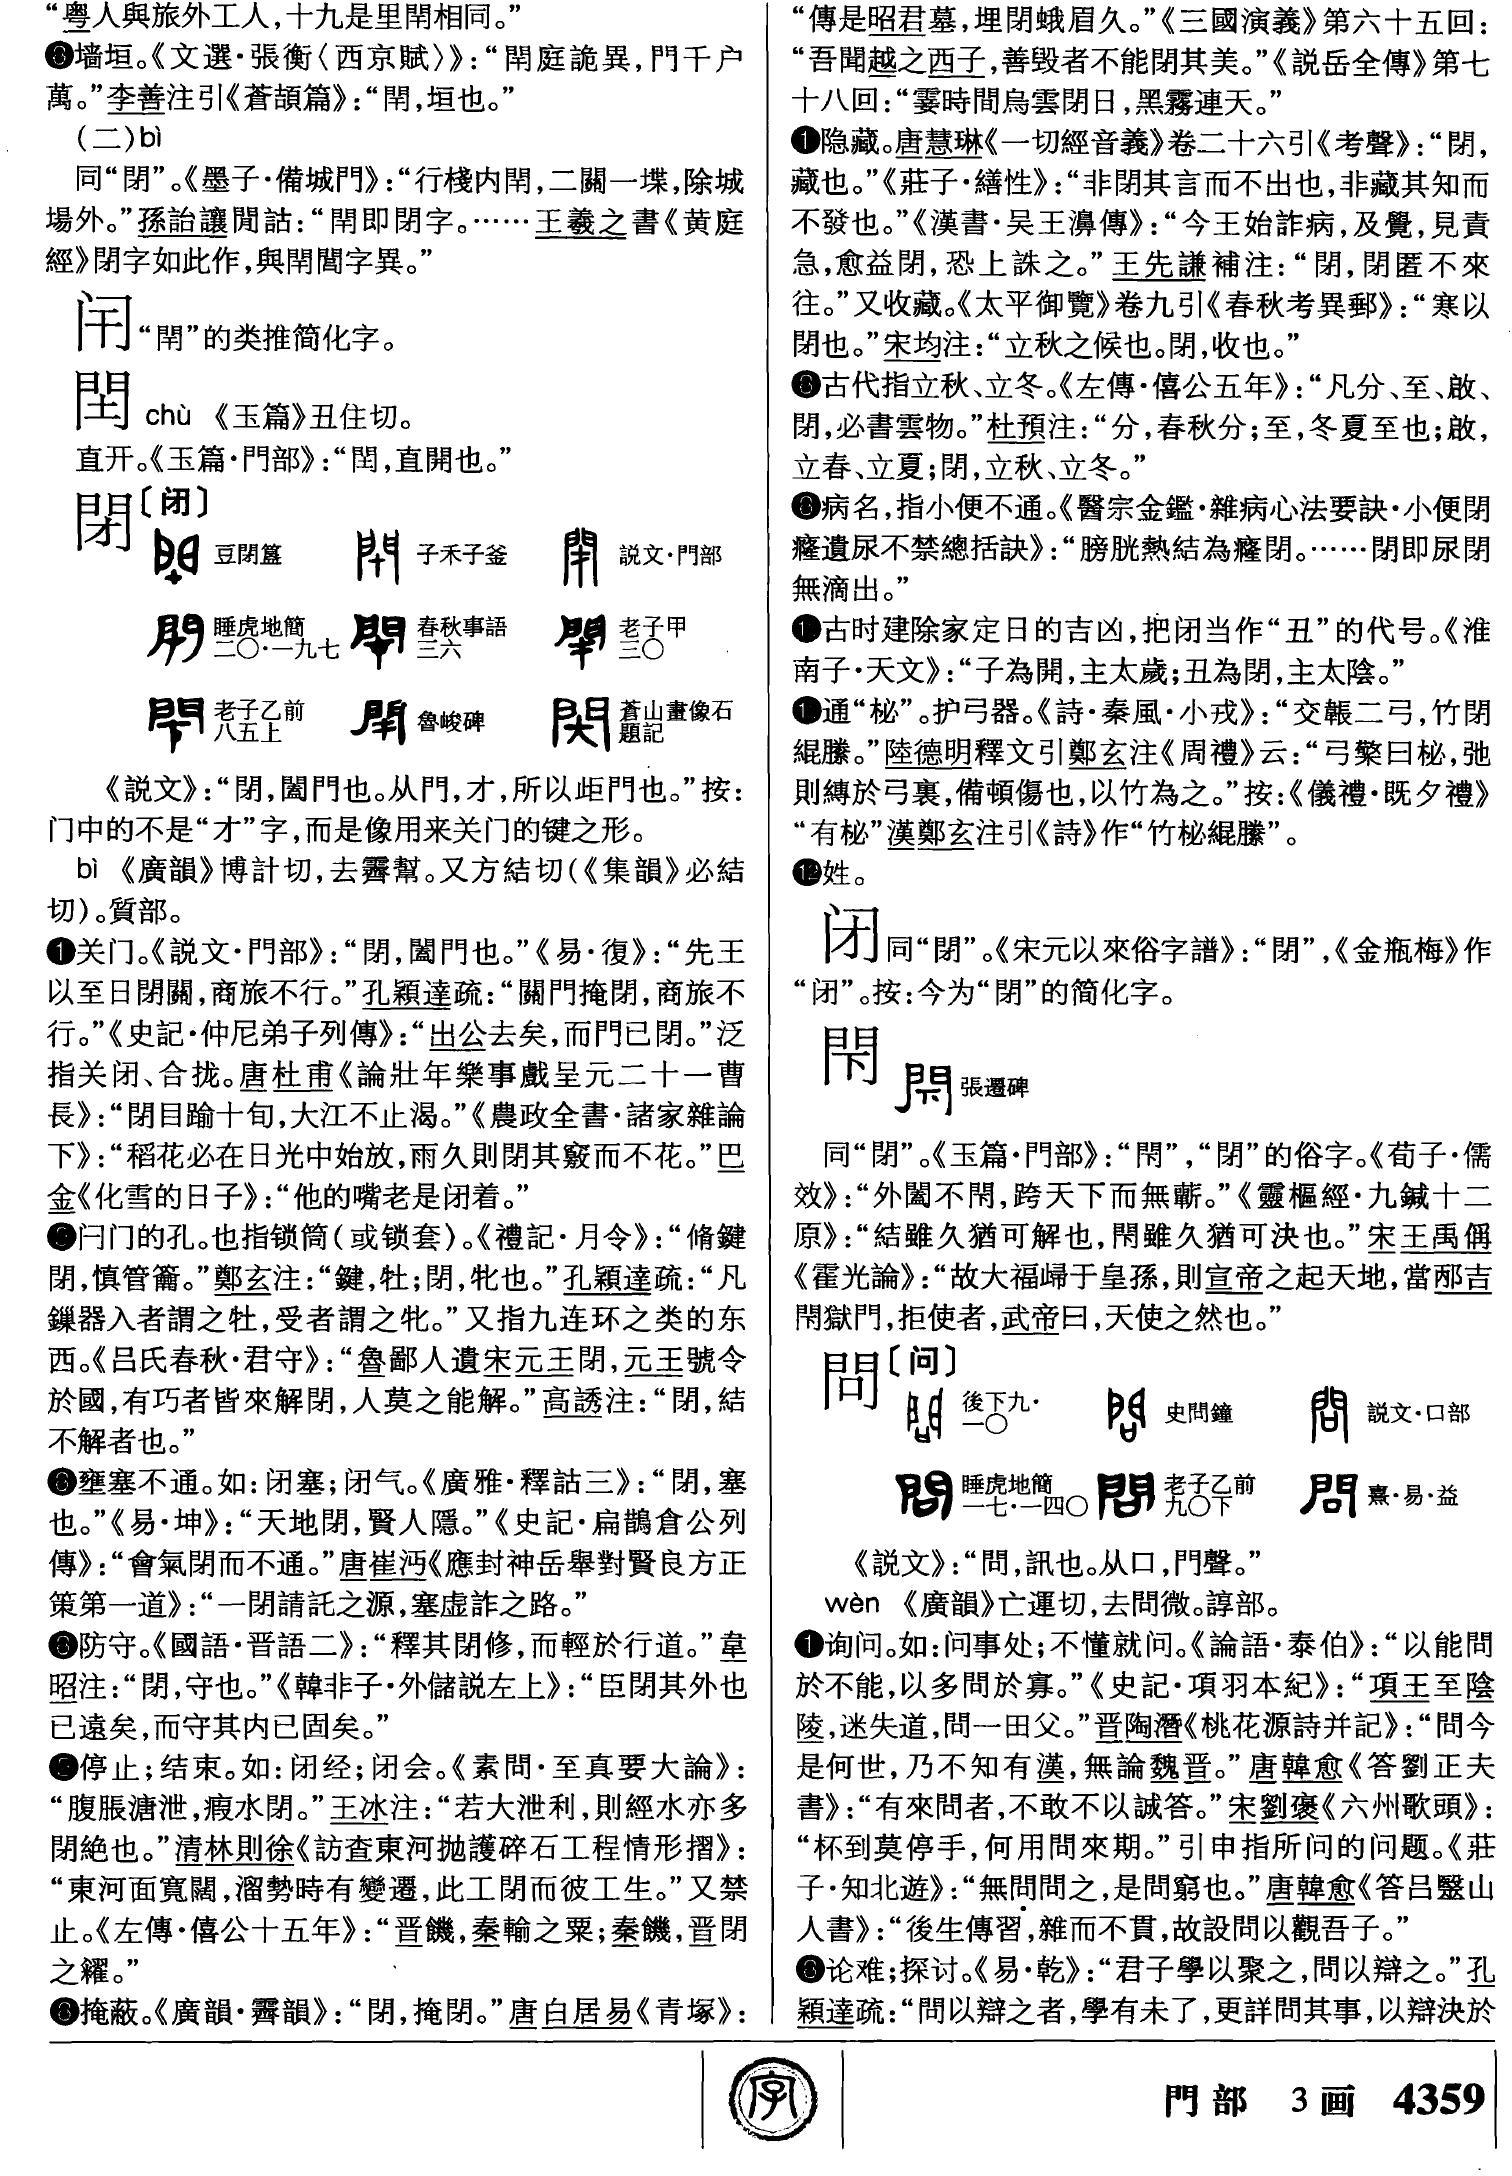 “粤人與旅外工人,十九是里閈相同。”
❸墙垣。《文選·張衡〈西京賦〉》:“閈庭詭異,門千户
萬。”李善注引《蒼頡篇》:“閈,垣也。”
(二)bì
同“閉”。《墨子·備城門》:“行棧内閈,二關一堞,除城
場外。”孫詒讓閒詁:“閈即閉字。……王羲之書《黄庭
經》閉字如此作,與閈閭字異。”
闬 “閈”的类推简化字。
閠 chù 《玉篇》丑住切。
直开。《玉篇·門部》:“閠,直開也。”
閉〔闭〕
豆閉簋 子禾子釜 説文·門部
睡虎地簡二〇·一九七 春秋事語三六 老子甲三〇
老子乙前八五上 魯峻碑 蒼山畫像石題記
《説文》:“閉,闔門也。从門,才,所以歫門也。”按:
门中的不是“才”字,而是像用来关门的键之形。
bì 《廣韻》博計切,去霽幫。又方結切(《集韻》必結
切)。質部。
❶关门。《説文·門部》:“閉,闔門也。”《易·復》:“先王
以至日閉關,商旅不行。”孔穎達疏:“關門掩閉,商旅不
行。”《史記·仲尼弟子列傳》:“出公去矣,而門已閉。”泛
指关闭、合拢。唐杜甫《論壯年樂事戲呈元二十一曹
長》:“閉目踰十旬,大江不止渴。”《農政全書·諸家雜論
下》:“稻花必在日光中始放,雨久則閉其竅而不花。”巴
金《化雪的日子》:“他的嘴老是闭着。”
❷闩门的孔。也指锁筒(或锁套)。《禮記·月令》:“脩鍵
閉,慎管籥。”鄭玄注:“鍵,牡;閉,牝也。”孔穎達疏:“凡
鏁器入者謂之牡,受者謂之牝。”又指九连环之类的东
西。《吕氏春秋·君守》:“魯鄙人遺宋元王閉,元王號令
於國,有巧者皆來解閉,人莫之能解。”高誘注:“閉,結
不解者也。”
❸壅塞不通。如:闭塞;闭气。《廣雅·釋詁三》:“閉,塞
也。”《易·坤》:“天地閉,賢人隱。”《史記·扁鵲倉公列
傳》:“會氣閉而不通。”唐崔沔《應封神岳舉對賢良方正
策第一道》:“一閉請託之源,塞虚詐之路。”
❹防守。《國語·晋語二》:“釋其閉修,而輕於行道。”韋
昭注:“閉,守也。”《韓非子·外儲説左上》:“臣閉其外也
已遠矣,而守其内已固矣。”
❺停止;结束。如:闭经;闭会。《素問·至真要大論》:
“腹脹溏泄,瘕水閉。”王冰注:“若大泄利,則經水亦多
閉絶也。”清林則徐《訪查東河抛護碎石工程情形摺》:
“東河面寬闊,溜勢時有變遷,此工閉而彼工生。”又禁
止。《左傳·僖公十五年》:“晋饑,秦輸之粟;秦饑,晋閉
之糴。”
❻掩蔽。《廣韻·霽韻》:“閉,掩閉。”唐白居易《青塚》:
“傳是昭君墓,埋閉蛾眉久。”《三國演義》第六十五回:
“吾聞越之西子,善毁者不能閉其美。”《説岳全傳》第七
十八回:“霎時間烏雲閉日,黑霧連天。”
❼隐藏。唐慧琳《一切經音義》卷二十六引《考聲》:“閉,
藏也。”《莊子·繕性》:“非閉其言而不出也,非藏其知而
不發也。”《漢書·吴王濞傳》:“今王始詐病,及覺,見責
急,愈益閉,恐上誅之。”王先謙補注:“閉,閉匿不來
往。”又收藏。《太平御覽》卷九引《春秋考異郵》:“寒以
閉也。”宋均注:“立秋之候也。閉,收也。”
❽古代指立秋、立冬。《左傳·僖公五年》:“凡分、至、啟、
閉,必書雲物。”杜預注:“分,春秋分;至,冬夏至也;啟,
立春、立夏;閉,立秋、立冬。”
❾病名,指小便不通。《醫宗金鑑·雜病心法要訣·小便閉
癃遺尿不禁總括訣》:“膀胱熱結為癃閉。……閉即尿閉
無滴出。”
❿古时建除家定日的吉凶,把闭当作“丑”的代号。《淮
南子·天文》:“子為開,主太歲;丑為閉,主太陰。”
⓫通“柲”。护弓器。《詩·秦風·小戎》:“交韔二弓,竹閉
緄縢。”陸德明釋文引鄭玄注《周禮》云:“弓檠曰柲,弛
則縛於弓裏,備頓傷也,以竹為之。”按:《儀禮·既夕禮》
“有柲”漢鄭玄注引《詩》作“竹柲緄縢”。
⓬姓。
闭 同“閉”。《宋元以來俗字譜》:“閉”,《金瓶梅》作
“闭”。按:今为“閉”的简化字。
閇
張遷碑
同“閉”。《玉篇·門部》:“閇”,“閉”的俗字。《荀子·儒
效》:“外闔不閇,跨天下而無蘄。”《靈樞經·九鍼十二
原》:“結雖久猶可解也,閇雖久猶可決也。”宋王禹偁
《霍光論》:“故大福歸于皇孫,則宣帝之起天地,當邴吉
閇獄門,拒使者,武帝曰,天使之然也。”
問〔问〕
後下九·一〇 史問鐘 説文·口部
睡虎地簡一七·一四〇 老子乙前九〇下 熹·易·益
《説文》:“問,訊也。从口,門聲。”
wèn 《廣韻》亡運切,去問微。諄部。
❶询问。如:问事处;不懂就问。《論語·泰伯》:“以能問
於不能,以多問於寡。”《史記·項羽本紀》:“項王至陰
陵,迷失道,問一田父。”晋陶潛《桃花源詩并記》:“問今
是何世,乃不知有漢,無論魏晋。”唐韓愈《答劉正夫
書》:“有來問者,不敢不以誠答。”宋劉褒《六州歌頭》:
“杯到莫停手,何用問來期。”引申指所问的问题。《莊
子·知北遊》:“無問問之,是問窮也。”唐韓愈《答吕毉山
人書》:“後生傳習,雜而不貫,故設問以觀吾子。”
❷论难;探讨。《易·乾》:“君子學以聚之,問以辯之。”孔
穎達疏:“問以辯之者,學有未了,更詳問其事,以辯決於
字
門部 3画 4359